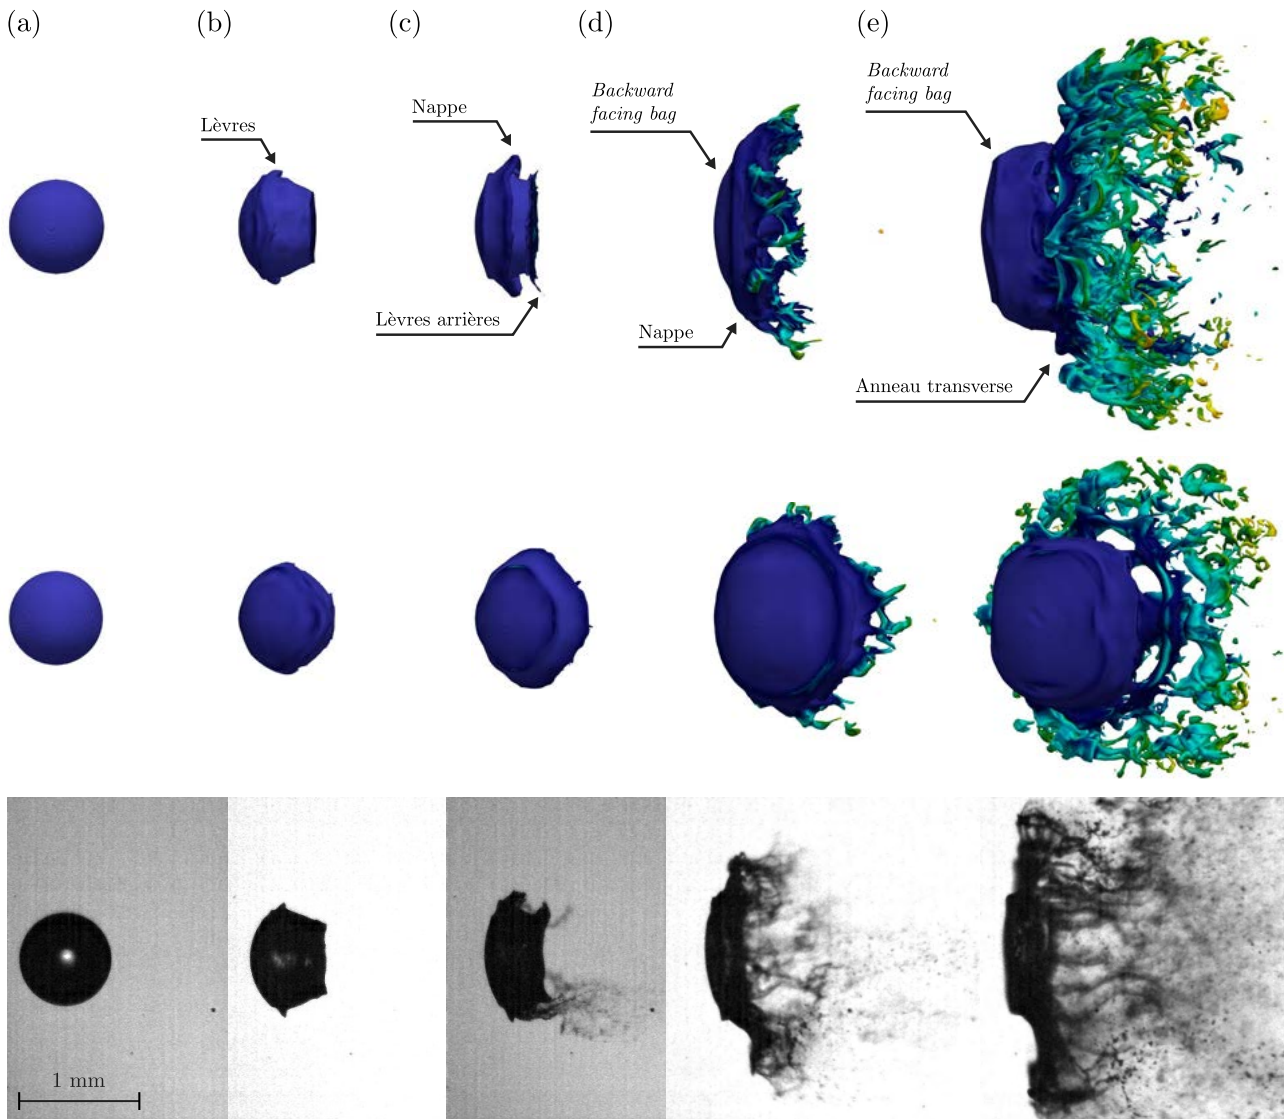 (a)
(b)
(c)
(d)
(e)
Lèvres
Nappe
Lèvres arrières
Backward
facing bag
Nappe
Backward
facing bag
Anneau transverse
1 mm